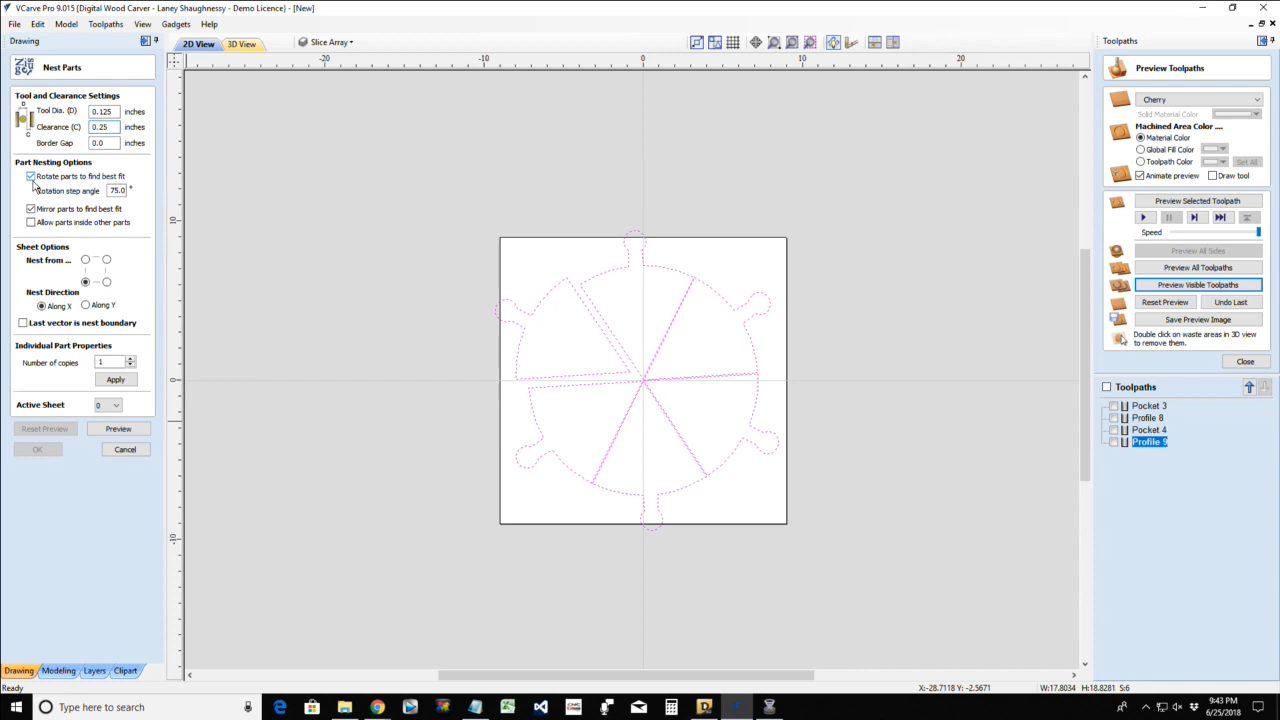 VCarve Pro 9.015 [Digital Wood Carver - Laney Shaughnessy - Demo Licence] - [New]
File Edit Model Toolpaths View Gadgets Help
Drawing
2D View 3D View
Slice Array
Toolpaths
Nest Parts
Tool and Clearance Settings
D
C
Tool Dia. (D) 0.125 inches
Clearance (C) 0.25 inches
Border Gap 0.0 inches
Part Nesting Options
Rotate parts to find best fit
Rotation step angle 75.0 °
Mirror parts to find best fit
Allow parts inside other parts
Sheet Options
Nest from ...
Nest Direction
Along X Along Y
Last vector is nest boundary
Individual Part Properties
Number of copies 1
Apply
Active Sheet 0
Reset Preview Preview
OK Cancel
Drawing Modeling Layers Clipart
-20 -10 0 10 20
10
0
-10
Preview Toolpaths
Cherry
Solid Material Color
Machined Area Color ....
Material Color
Global Fill Color
Toolpath Color Set All
Animate preview Draw tool
Preview Selected Toolpath
Speed
Preview All Sides
Preview All Toolpaths
Preview Visible Toolpaths
Reset Preview Undo Last
Save Preview Image
Double click on waste areas in 3D view
to remove them.
Close
Toolpaths
Pocket 3
Profile 8
Pocket 4
Profile 9
Ready
X:-28.7118 Y: -2.5671 W:17.8034 H:18.8281 S:6
Type here to search
CMC
9:43 PM
6/25/2018